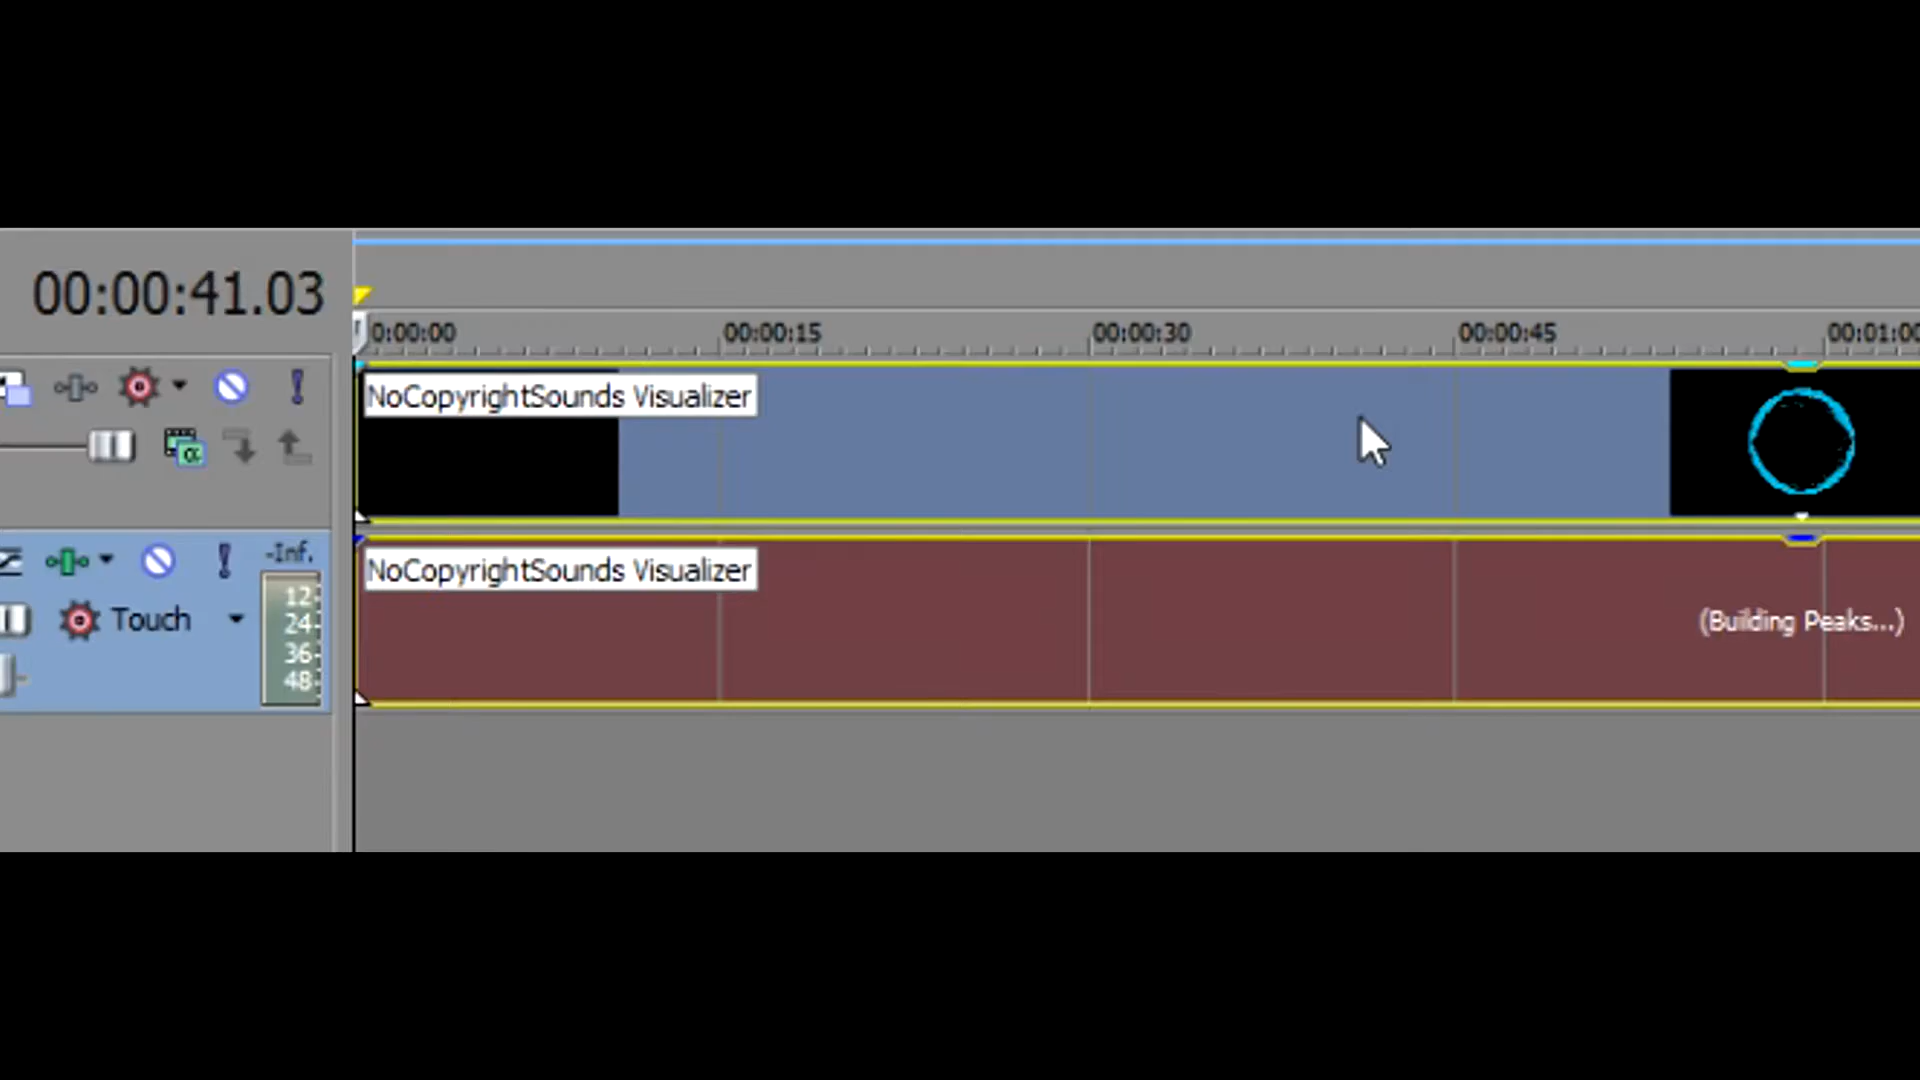 00:00:41.03
0:00:00 00:00:15 00:00:30 00:00:45 00:01:00
NoCopyrightSounds Visualizer
NoCopyrightSounds Visualizer
-Inf.
12
24
36
48
Touch
(Building Peaks...)